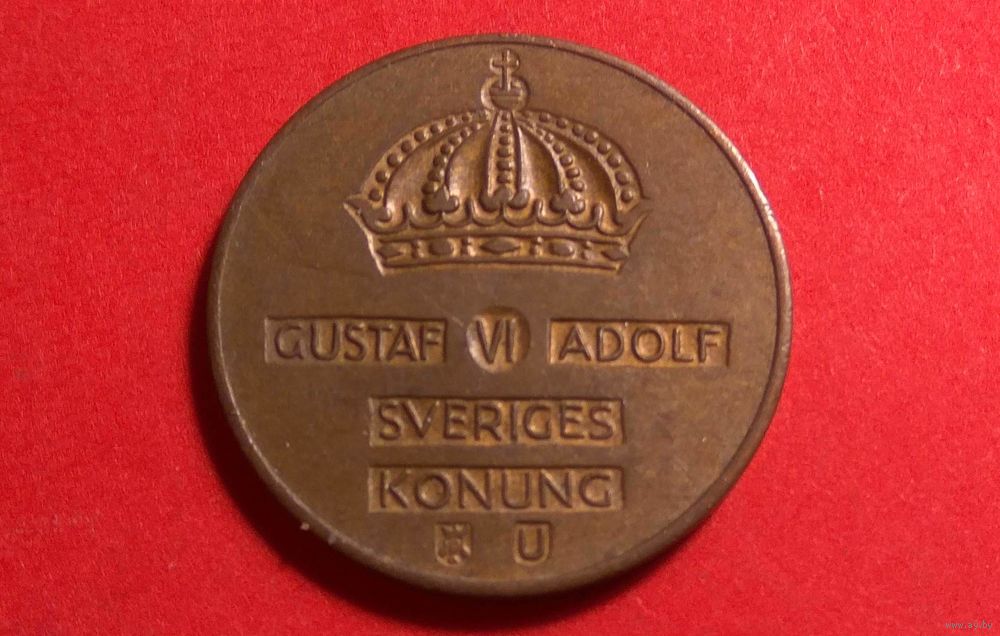 GUSTAF VI ADOLF
SVERIGES
KONUNG
U
www.ay.by